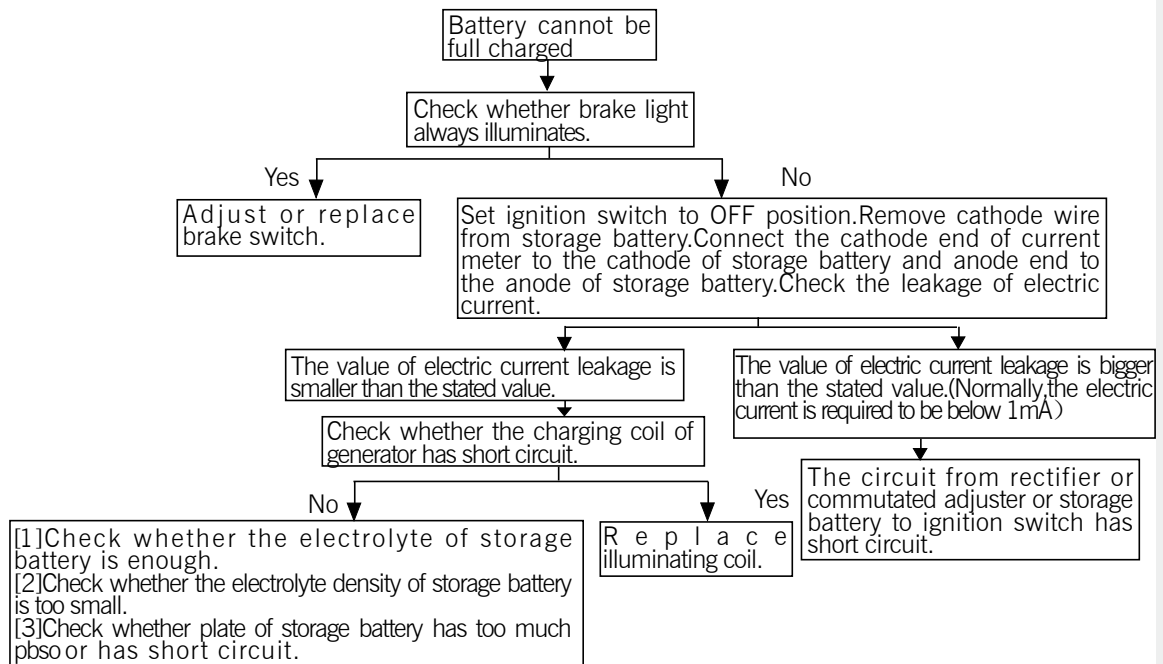 Battery cannot be
full charged
Check whether brake light
always illuminates.
Yes
No
Adjust or replace
brake switch.
Set ignition switch to OFF position.Remove cathode wire
from storage battery.Connect the cathode end of current
meter to the cathode of storage battery and anode end to
the anode of storage battery.Check the leakage of electric
current.
The value of electric current leakage is
smaller than the stated value.
The value of electric current leakage is bigger
than the stated value.(Normally,the electric
current is required to be below 1mA)
Check whether the charging coil of
generator has short circuit.
No
Yes
The circuit from rectifier or
commutated adjuster or storage
battery to ignition switch has
short circuit.
[1]Check whether the electrolyte of storage
battery is enough.
[2]Check whether the electrolyte density of storage battery
is too small.
[3]Check whether plate of storage battery has too much
pbso or has short circuit.
Replace
illuminating coil.